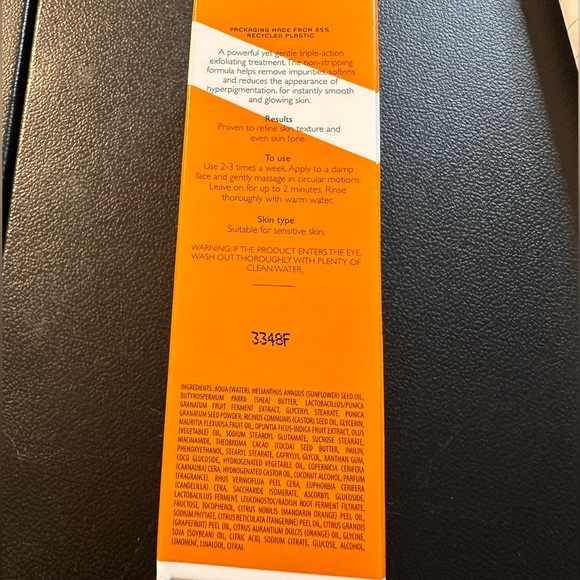 PACKAGING MADE FROM 65%
RECYCLED PLASTIC
A powerful yet gentle triple-action
exfoliating treatment. The non-stripping
formula helps remove impurities, softens
and reduces the appearance of
hyperpigmentation, for instantly smooth
and glowing skin.
Results
Proven to refine skin texture and
even skin tone.
To use
Use 2-3 times a week. Apply to a damp
face and gently massage in circular motions.
Leave on for up to 2 minutes. Rinse
thoroughly with warm water.
Skin type
Suitable for sensitive skin.
WARNING: IF THE PRODUCT ENTERS THE EYE,
WASH OUT THOROUGHLY WITH PLENTY OF
CLEAN WATER.
3348F
INGREDIENTS: AQUA (WATER), HELIANTHUS ANNUUS (SUNFLOWER) SEED OIL,
BUTYROSPERMUM PARKII (SHEA) BUTTER, LACTOBACILLUS/PUNICA
GRANATUM FRUIT FERMENT EXTRACT, GLYCERYL STEARATE, PUNICA
GRANATUM SEED POWDER, RICINUS COMMUNIS (CASTOR) SEED OIL, GLYCERIN,
MAURITIA FLEXUOSA FRUIT OIL, OPUNTIA FICUS-INDICA FRUIT EXTRACT, OLUS
(VEGETABLE) OIL, SODIUM STEAROYL GLUTAMATE, SUCROSE STEARATE,
NIACINAMIDE, THEOBROMA CACAO (COCOA) SEED BUTTER, INULIN,
PHENOXYETHANOL, STEARYL STEARATE, CAPRYLYL GLYCOL, XANTHAN GUM,
COCO GLUCOSIDE, HYDROGENATED VEGETABLE OIL, COPERNICIA CERIFERA
(CARNAUBA) CERA, HYDROGENATED CASTOR OIL, COCONUT ALCOHOL, PARFUM
(FRAGRANCE), RHUS VERNICIFLUA PEEL CERA, EUPHORBIA CERIFERA
(CANDELILLA) CERA, SACCHARIDE ISOMERATE, ASCORBYL GLUCOSIDE,
LACTOBACILLUS FERMENT, LEUCONOSTOC/RADISH ROOT FERMENT FILTRATE,
FRUCTOSE, TOCOPHEROL, CITRUS NOBILIS (MANDARIN ORANGE) PEEL OIL,
SODIUM PHYTATE, CITRUS RETICULATA (TANGERINE) PEEL OIL, CITRUS GRANDIS
(GRAPEFRUIT) PEEL OIL, CITRUS AURANTIUM DULCIS (ORANGE) OIL, GLYCINE
SOJA (SOYBEAN) OIL, CITRIC ACID, SODIUM CITRATE, GLUCOSE, ALCOHOL,
LIMONENE, LINALOOL, CITRAL